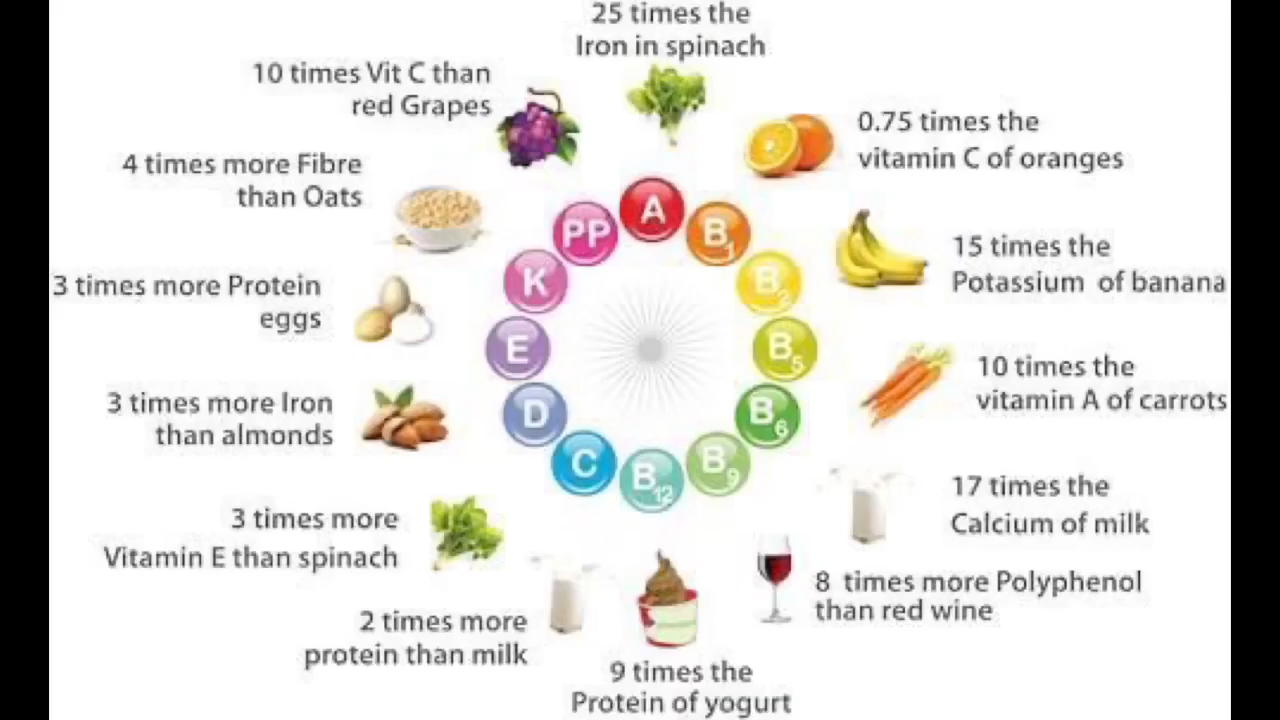 25 times the
Iron in spinach
0.75 times the
vitamin C of oranges
15 times the
Potassium of banana
10 times the
vitamin A of carrots
17 times the
Calcium of milk
8 times more Polyphenol
than red wine
9 times the
Protein of yogurt
2 times more
protein than milk
3 times more
Vitamin E than spinach
3 times more Iron
than almonds
3 times more Protein
eggs
4 times more Fibre
than Oats
10 times Vit C than
red Grapes
A
B1
B2
B5
B6
B9
B12
C
D
E
K
PP